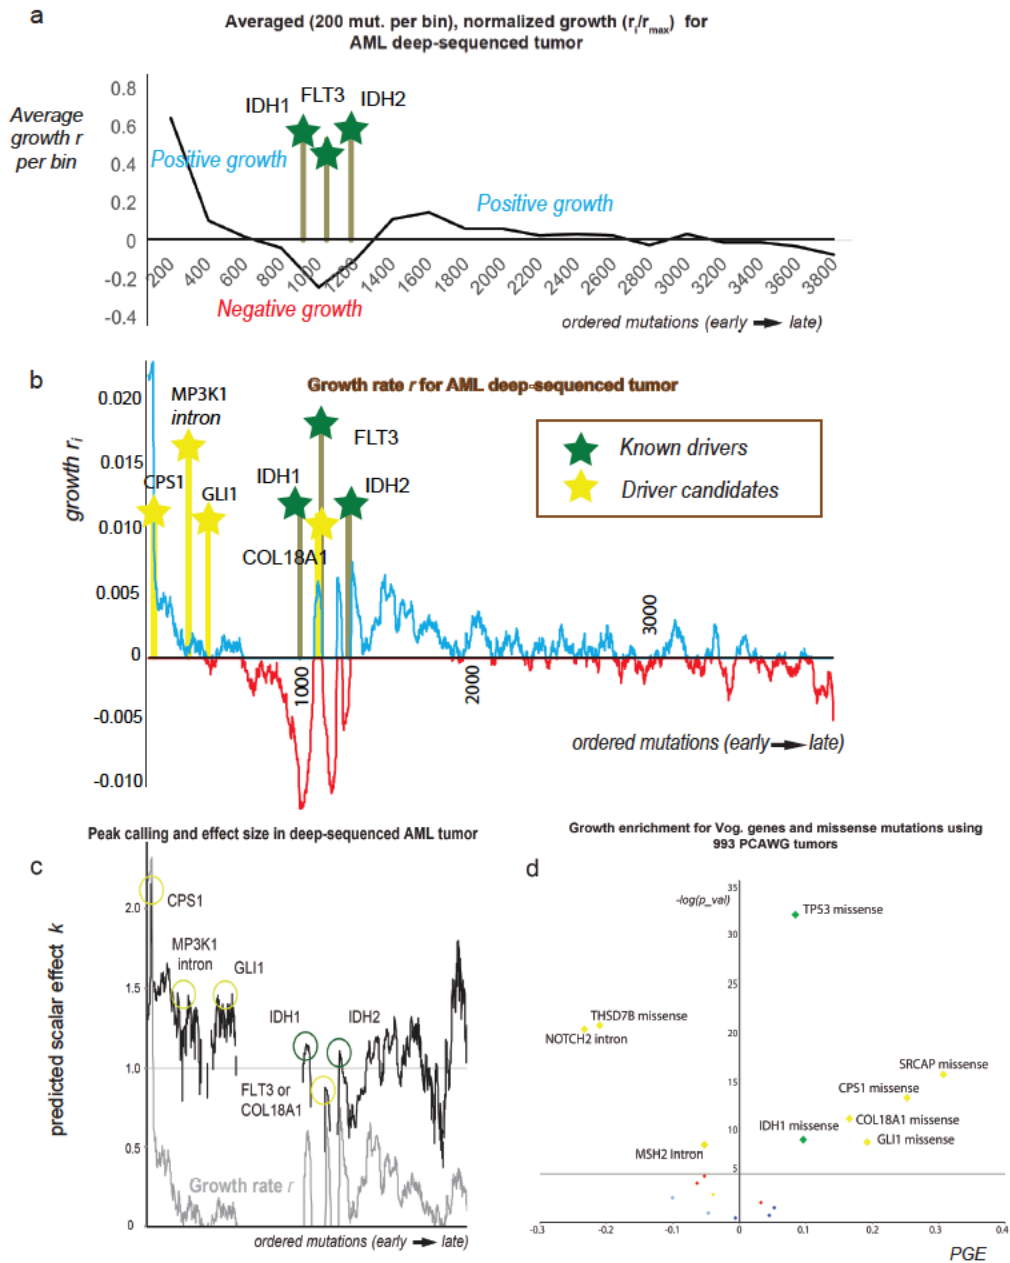 a
Averaged (200 mut. per bin), normalized growth (ri/rmax) for
AML deep-sequenced tumor
Average
growth r
per bin
0.8
0.6
0.4
0.2
0
-0.2
-0.4
IDH1
FLT3
IDH2
Positive growth
Positive growth
Negative growth
200
400
600
800
1000
1200
1400
1600
1800
2000
2200
2400
2600
2800
3000
3200
3400
3600
3800
ordered mutations (early → late)
b
Growth rate r for AML deep-sequenced tumor
growth ri
0.020
0.015
0.010
0.005
0
-0.005
-0.010
MP3K1
intron
CPS1
GLI1
IDH1
FLT3
IDH2
COL18A1
Known drivers
Driver candidates
1000
2000
3000
ordered mutations (early → late)
Peak calling and effect size in deep-sequenced AML tumor
c
predicted scalar effect k
2.0
1.5
1.0
0.5
0
CPS1
MP3K1
intron
GLI1
IDH1
IDH2
FLT3 or
COL18A1
Growth rate r
ordered mutations (early → late)
Growth enrichment for Vog. genes and missense mutations using
993 PCAWG tumors
d
-log(p_val)
35
30
25
20
15
10
5
TP53 missense
THSD7B missense
NOTCH2 intron
SRCAP missense
CPS1 missense
COL18A1 missense
IDH1 missense
GLI1 missense
MSH2 Intron
-0.3
-0.2
-0.1
0
0.1
0.2
0.3
0.4
PGE